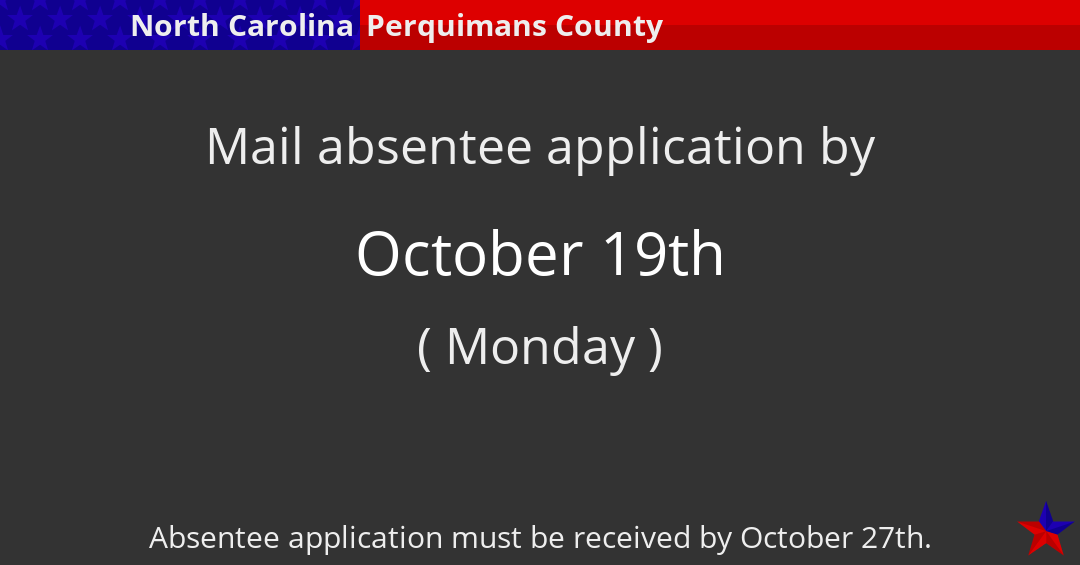 North Carolina Perquimans County
Mail absentee application by
October 19th
( Monday )
Absentee application must be received by October 27th.